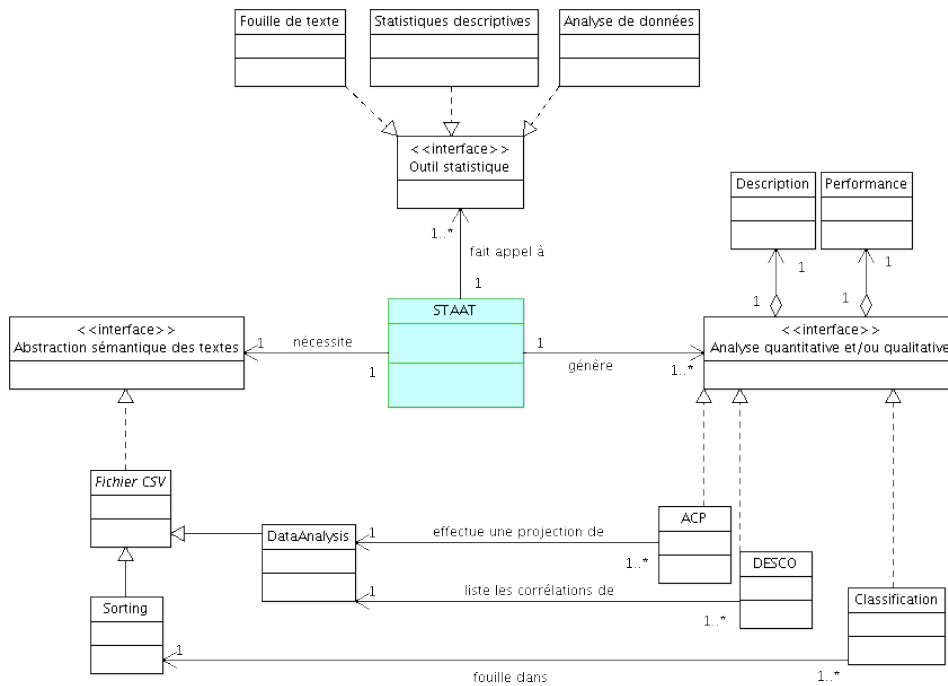 Fouille de texte
Statistiques descriptives
Analyse de données
<<interface>>
Outil statistique
Description
Performance
1..*
fait appel à
1
1
1
1
1
STAAT
<<interface>>
Abstraction sémantique des textes
1
nécessite
1
1
génère
1..*
<<interface>>
Analyse quantitative et/ou qualitative
Fichier CSV
DataAnalysis
1
effectue une projection de
1..*
ACP
1
liste les corrélations de
1..*
DESCO
Sorting
1
fouille dans
1..*
Classification